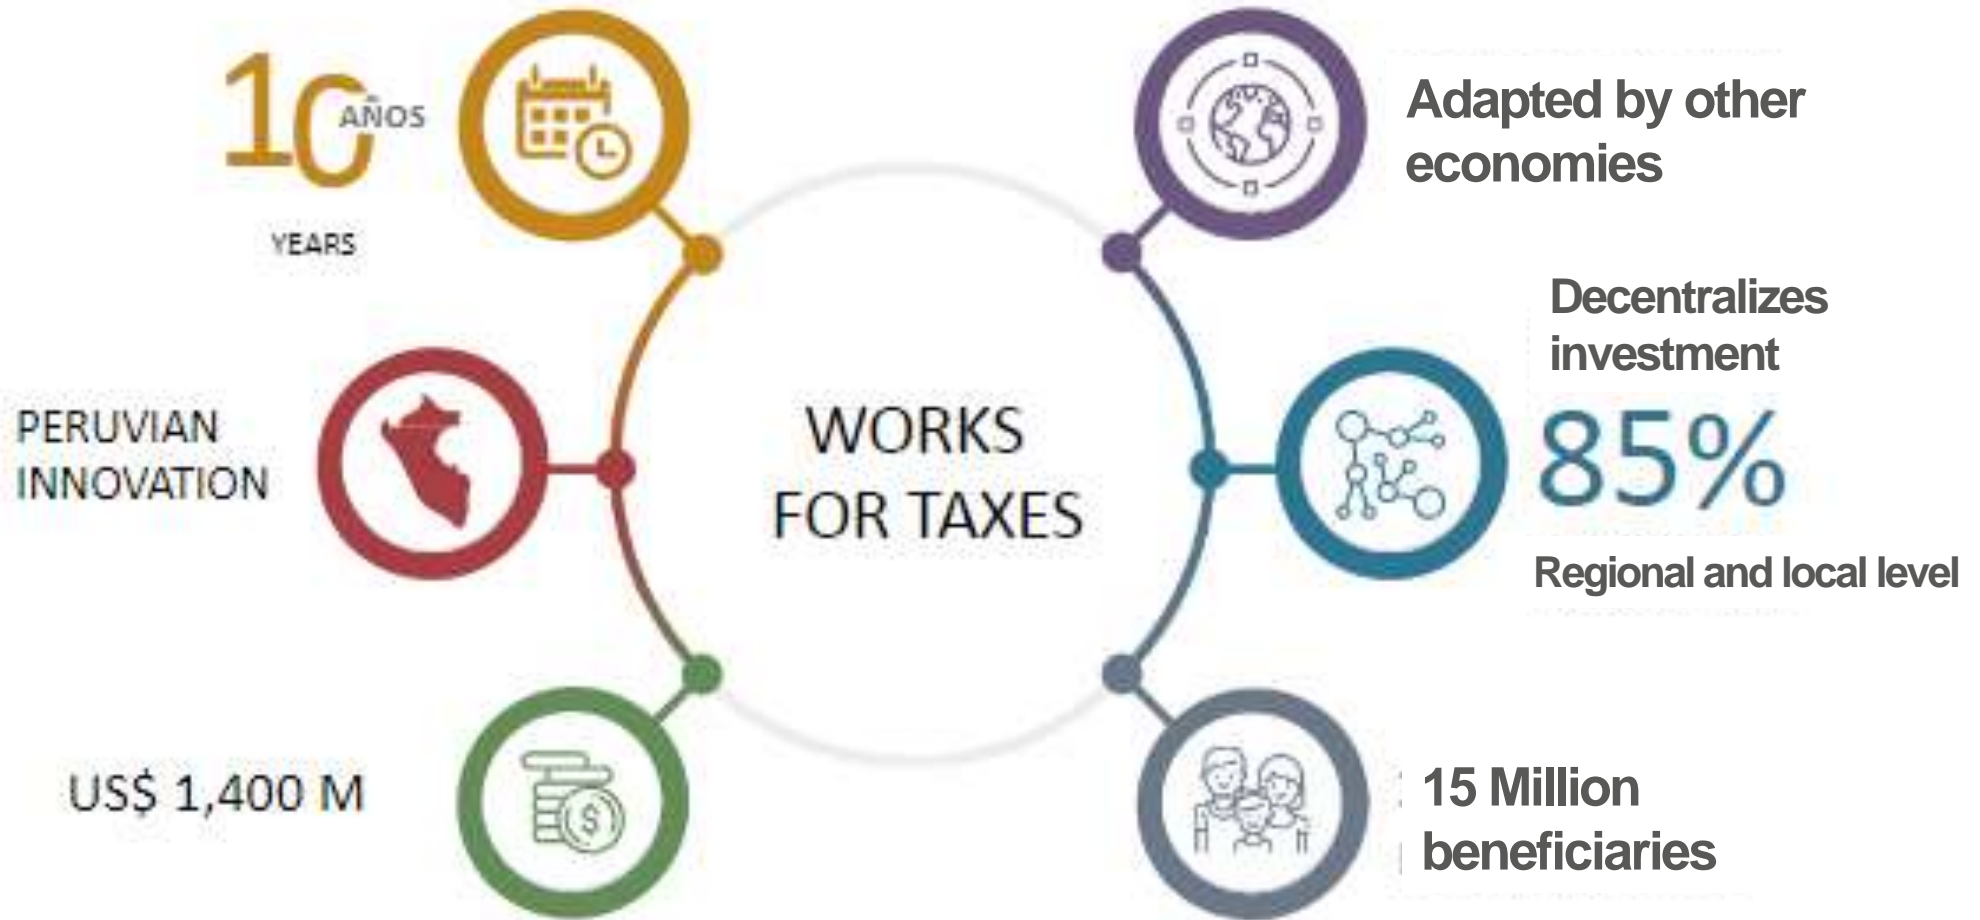 10 AÑOS
YEARS
PERUVIAN
INNOVATION
US$ 1,400 M
WORKS
FOR TAXES
Adapted by other
economies
Decentralizes
investment
85%
Regional and local level
15 Million
beneficiaries
$